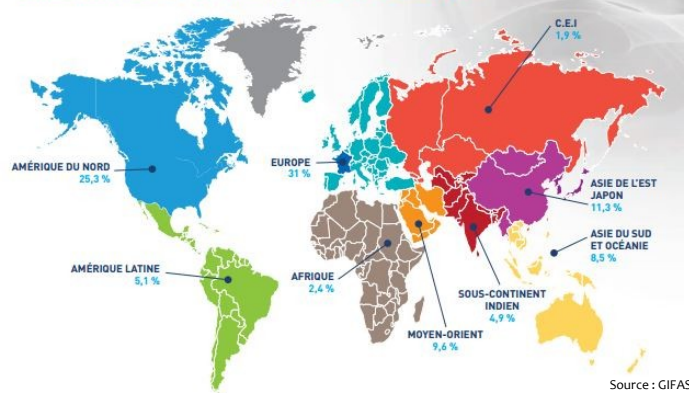 C.E.I
1,9 %
AMÉRIQUE DU NORD
25,3 %
EUROPE
31 %
ASIE DE L'EST
JAPON
11,3 %
ASIE DU SUD
ET OCÉANIE
8,5 %
AMÉRIQUE LATINE
5,1 %
AFRIQUE
2,4 %
SOUS-CONTINENT
INDIEN
4,9 %
MOYEN-ORIENT
9,6 %
Source : GIFAS